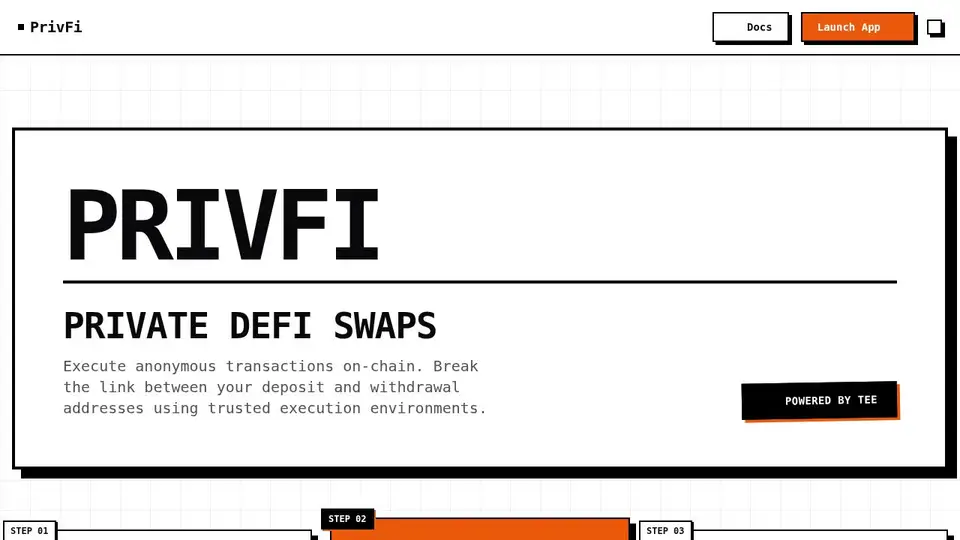 PrivFi
Docs
Launch App
PRIVFI
PRIVATE DEFI SWAPS
Execute anonymous transactions on-chain. Break
the link between your deposit and withdrawal
addresses using trusted execution environments.
POWERED BY TEE
STEP 01
STEP 02
STEP 03